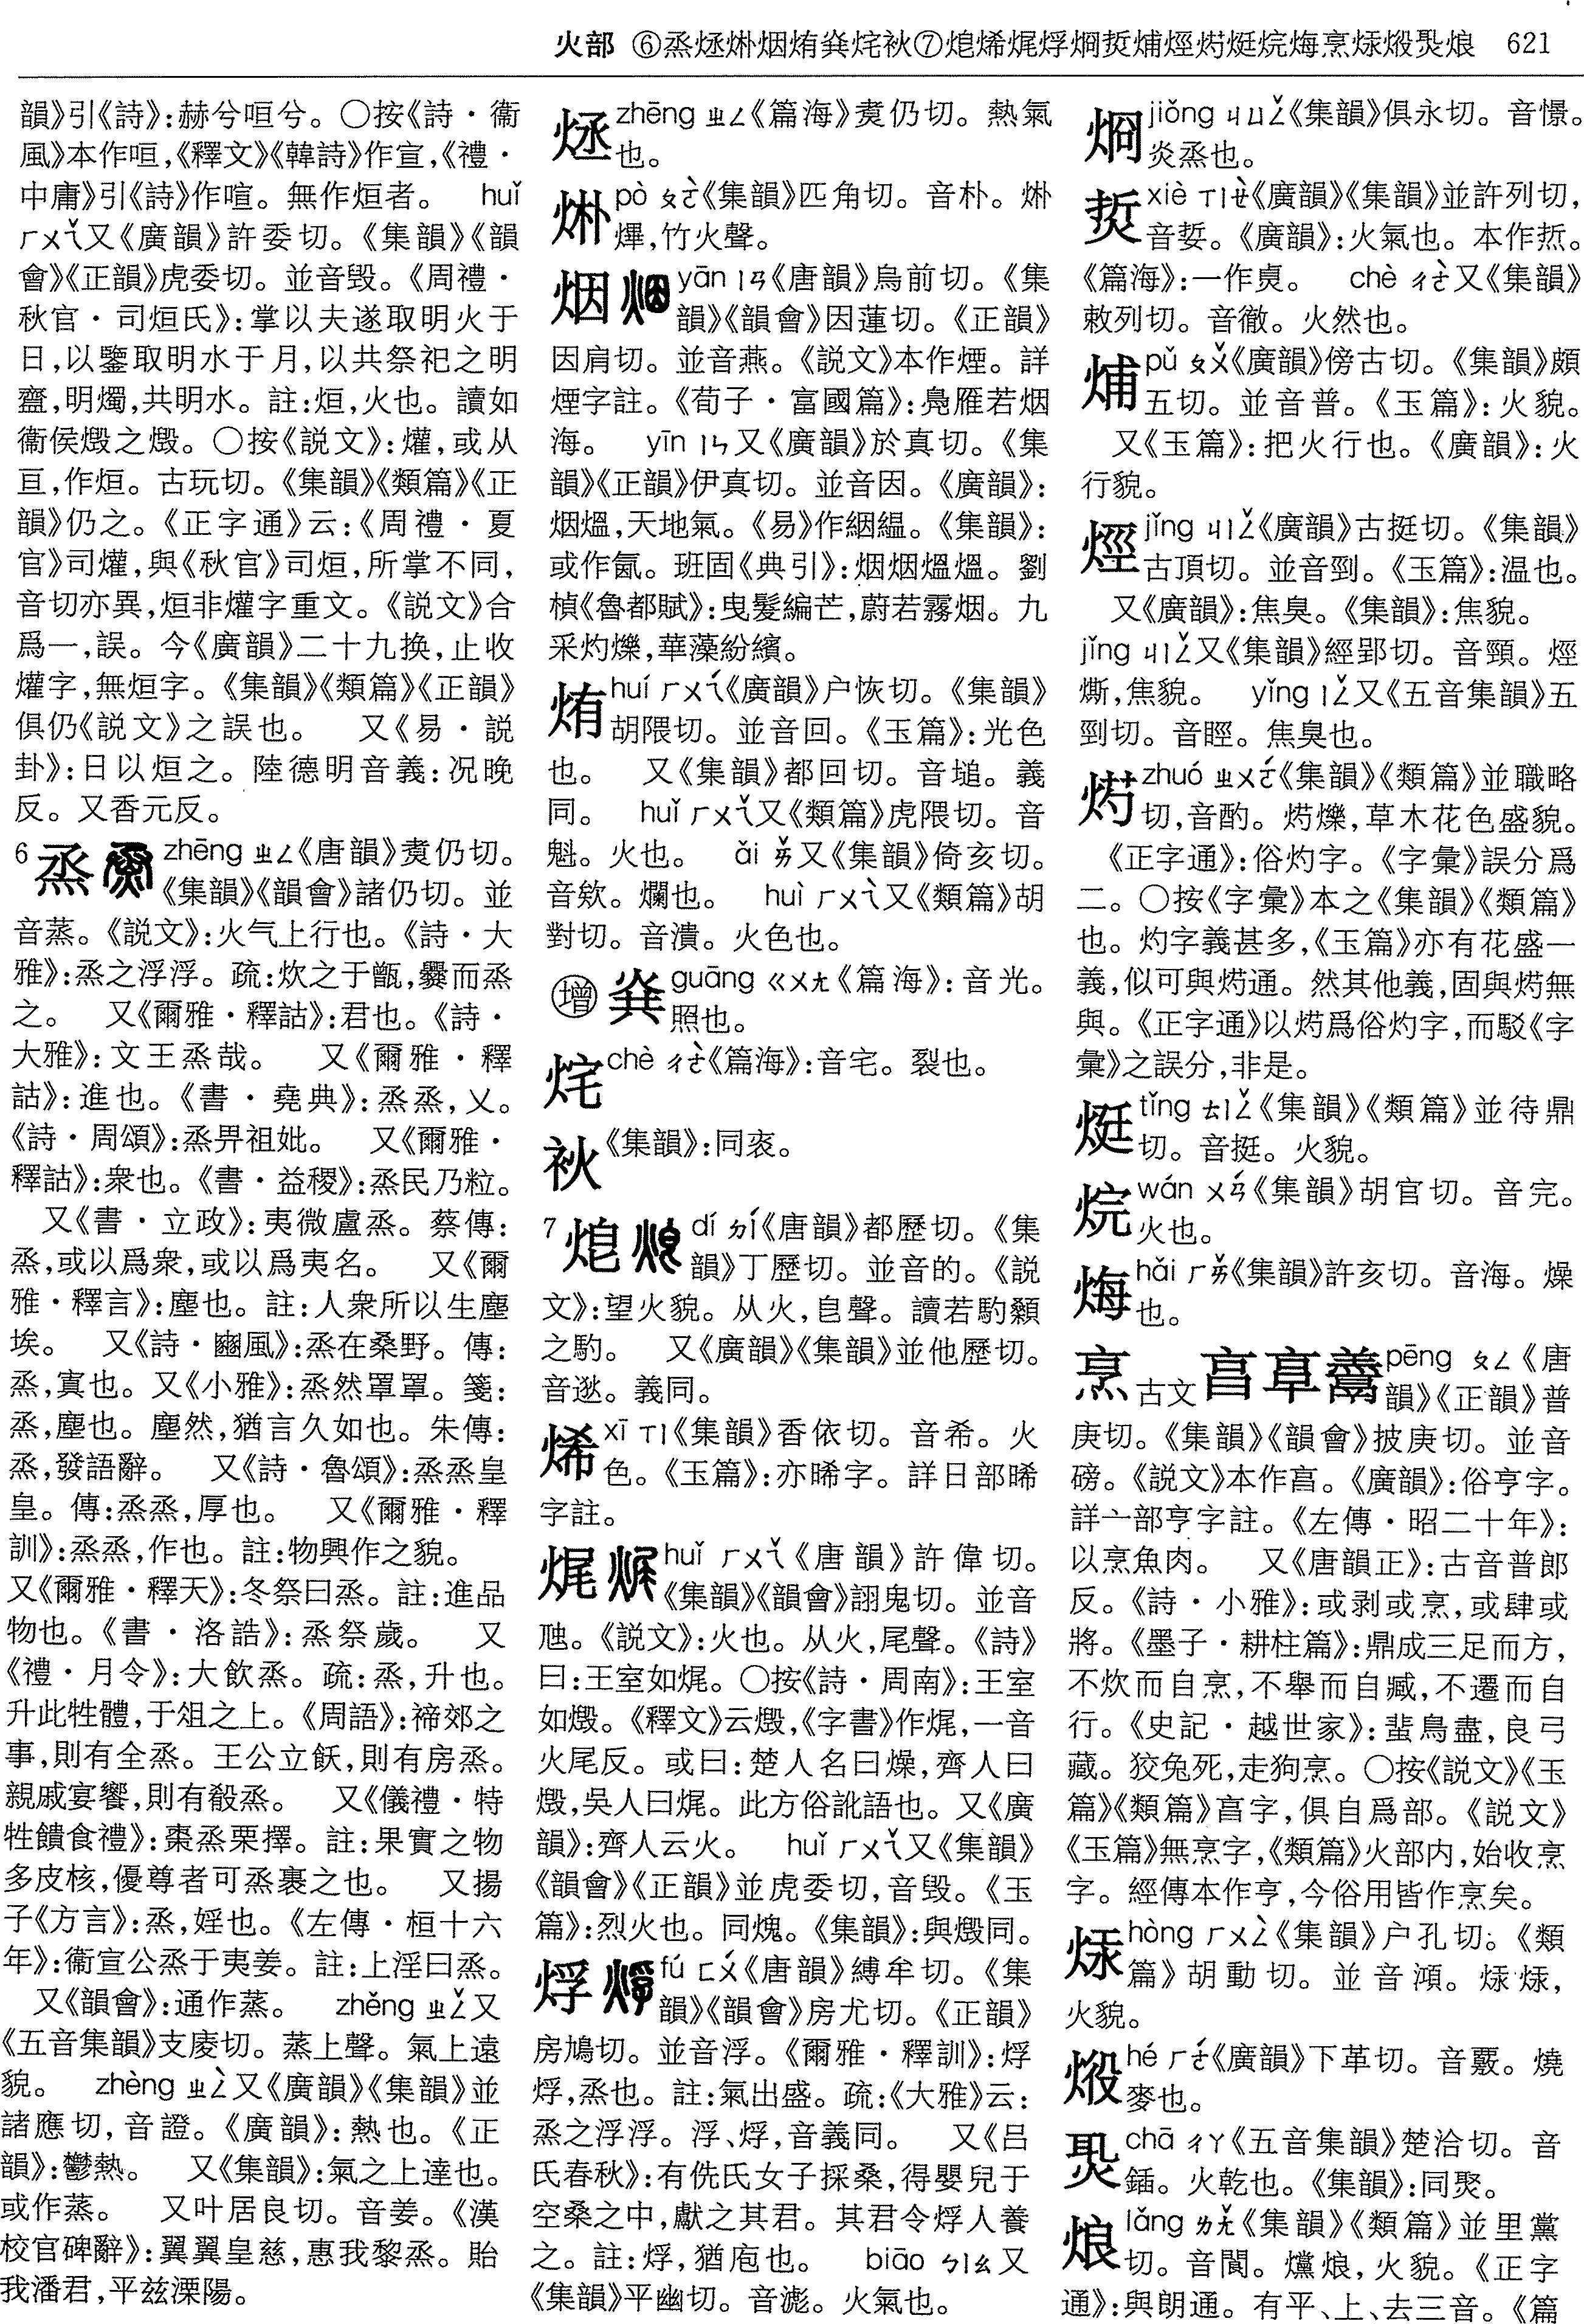 火部 ⑥烝烾烞烟烠烡烢烣⑦炮烯烓烰烱烲烳烴烵烶烷烸烹烼焃焈烺 621
韻》引《詩》:赫兮咺兮。〇按《詩·衞
風》本作咺,《釋文》《韓詩》作宣,《禮·
中庸》引《詩》作喧。無作烜者。 huǐ
ㄏㄨㄟˇ又《廣韻》許委切。《集韻》《韻
會》《正韻》虎委切。並音毀。《周禮·
秋官·司烜氏》:掌以夫遂取明火于
日,以鑒取明水于月,以共祭祀之明
齍,明燭,共明水。註:烜,火也。讀如
衞侯燬之燬。〇按《説文》:爟,或从
亘,作烜。古玩切。《集韻》《類篇》《正
韻》仍之。《正字通》云:《周禮·夏
官》司爟,與《秋官》司烜,所掌不同,
音切亦異,烜非爟字重文。《説文》合
爲一,誤。今《廣韻》二十九换,止收
爟字,無烜字。《集韻》《類篇》《正韻》
俱仍《説文》之誤也。 又《易·説
卦》:日以烜之。陸德明音義:况晚
反。又香元反。
6 烝 zhēng ㄓㄥ《唐韻》煑仍切。
《集韻》《韻會》諸仍切。並
音蒸。《説文》:火气上行也。《詩·大
雅》:烝之浮浮。疏:炊之于甑,爨而烝
之。 又《爾雅·釋詁》:君也。《詩·
大雅》:文王烝哉。 又《爾雅·釋
詁》:進也。《書·堯典》:烝烝,乂。
《詩·周頌》:烝畀祖妣。 又《爾雅·
釋詁》:衆也。《書·益稷》:烝民乃粒。
又《書·立政》:夷微盧烝。蔡傳:
烝,或以爲衆,或以爲夷名。 又《爾
雅·釋言》:塵也。註:人衆所以生塵
埃。 又《詩·豳風》:烝在桑野。傳:
烝,寘也。又《小雅》:烝然罩罩。箋:
烝,塵也。塵然,猶言久如也。朱傳:
烝,發語辭。 又《詩·魯頌》:烝烝皇
皇。傳:烝烝,厚也。 又《爾雅·釋
訓》:烝烝,作也。註:物興作之貌。
又《爾雅·釋天》:冬祭曰烝。註:進品
物也。《書·洛誥》:烝祭歲。 又
《禮·月令》:大飲烝。疏:烝,升也。
升此牲體,于俎之上。《周語》:禘郊之
事,則有全烝。王公立飫,則有房烝。
親戚宴饗,則有殽烝。 又《儀禮·特
牲饋食禮》:棗烝栗擇。註:果實之物
多皮核,優尊者可烝裹之也。 又揚
子《方言》:烝,婬也。《左傳·桓十六
年》:衞宣公烝于夷姜。註:上淫曰烝。
又《韻會》:通作蒸。 zhěng ㄓㄥˇ又
《五音集韻》支庱切。蒸上聲。氣上遠
貌。 zhèng ㄓㄥˋ又《廣韻》《集韻》並
諸應切,音證。《廣韻》:熱也。《正
韻》:鬱熱。 又《集韻》:氣之上達也。
或作蒸。 又叶居良切。音姜。《漢
校官碑辭》:翼翼皇慈,惠我黎烝。貽
我潘君,平兹溧陽。
zhēng ㄓㄥ《篇海》煑仍切。熱氣
也。
烞 pò ㄆㄛˋ《集韻》匹角切。音朴。烞
熚,竹火聲。
烟 yān ㄧㄢ《唐韻》烏前切。《集
韻》《韻會》因蓮切。《正韻》
因肩切。並音燕。《説文》本作煙。詳
煙字註。《荀子·富國篇》:鳧雁若烟
海。 yīn ㄧㄣ又《廣韻》於真切。《集
韻》《正韻》伊真切。並音因。《廣韻》:
烟熅,天地氣。《易》作絪緼。《集韻》:
或作氤。班固《典引》:烟烟熅熅。劉
楨《魯都賦》:曳髮編芒,蔚若霧烟。九
采灼爍,華藻紛繽。
烠 huí ㄏㄨㄟˊ《廣韻》户恢切。《集韻》
胡隈切。並音回。《玉篇》:光色
也。 又《集韻》都回切。音䭔。義
同。 huǐ ㄏㄨㄟˇ又《類篇》虎隈切。音
魁。火也。 ǎi ㄞˇ又《集韻》倚亥切。
音欸。爛也。 huì ㄏㄨㄟˋ又《類篇》胡
對切。音潰。火色也。
增 烡 guāng ㄍㄨㄤ《篇海》:音光。
照也。
烢 chè ㄔㄜˋ《篇海》:音宅。裂也。
《集韻》:同衮。
7 dí ㄉㄧˊ《唐韻》都歷切。《集
韻》丁歷切。並音的。《説
文》:望火貌。从火,皀聲。讀若馰顙
之馰。 又《廣韻》《集韻》並他歷切。
音逖。義同。
烯 xī ㄒㄧ《集韻》香依切。音希。火
色。《玉篇》:亦晞字。詳日部晞
字註。
焜 huǐ ㄏㄨㄟˇ《唐韻》許偉切。
《集韻》《韻會》詡鬼切。並音
虺。《説文》:火也。从火,尾聲。《詩》
曰:王室如㷄。〇按《詩·周南》:王室
如燬。《釋文》云燬,《字書》作㷄,一音
火尾反。或曰:楚人名曰燥,齊人曰
燬,吳人曰㷄。此方俗訛語也。又《廣
韻》:齊人云火。 huǐ ㄏㄨㄟˇ又《集韻》
《韻會》《正韻》並虎委切,音毀。《玉
篇》:烈火也。同㷇。《集韻》:與燬同。
烰 fú ㄈㄨˊ《唐韻》縛牟切。《集
韻》《韻會》房尤切。《正韻》
房鳩切。並音浮。《爾雅·釋訓》:烰
烰,烝也。註:氣出盛。疏:《大雅》云:
烝之浮浮。浮、烰,音義同。 又《吕
氏春秋》:有侁氏女子採桑,得嬰兒于
空桑之中,獻之其君。其君令烰人養
之。註:烰,猶庖也。 biāo ㄅㄧㄠ又
《集韻》平幽切。音滮。火氣也。
烱 jiǒng ㄐㄩㄥˇ《集韻》俱永切。音憬。
炎烝也。
烲 xiè ㄒㄧㄝˋ《廣韻》《集韻》並許列切,
音娎。《廣韻》:火氣也。本作焎。
《篇海》:一作炱。 chè ㄔㄜˋ又《集韻》
敕列切。音徹。火然也。
烳 pǔ ㄆㄨˇ《廣韻》傍古切。《集韻》頗
五切。並音普。《玉篇》:火貌。
又《玉篇》:把火行也。《廣韻》:火
行貌。
烴 jǐng ㄐㄧㄥˇ《廣韻》古挺切。《集韻》
古頂切。並音剄。《玉篇》:温也。
又《廣韻》:焦臭。《集韻》:焦貌。
jǐng ㄐㄧㄥˇ又《集韻》經郢切。音頸。烴
燍,焦貌。 yǐng ㄧㄥˇ又《五音集韻》五
剄切。音脛。焦臭也。
烵 zhuó ㄓㄨㄛˊ《集韻》《類篇》並職略
切,音酌。烵爍,草木花色盛貌。
《正字通》:俗灼字。《字彙》誤分爲
二。〇按《字彙》本之《集韻》《類篇》
也。灼字義甚多,《玉篇》亦有花盛一
義,似可與烵通。然其他義,固與烵無
與。《正字通》以烵爲俗灼字,而駁《字
彙》之誤分,非是。
烶 tǐng ㄊㄧㄥˇ《集韻》《類篇》並待鼎
切。音挺。火貌。
烷 wán ㄨㄢˊ《集韻》胡官切。音完。
火也。
烸 hǎi ㄏㄞˇ《集韻》許亥切。音海。燥
也。
烹 古文 亯𦎫 pēng ㄆㄥ《唐
韻》《正韻》普
庚切。《集韻》《韻會》披庚切。並音
磅。《説文》本作亯。《廣韻》:俗亨字。
詳亠部亨字註。《左傳·昭二十年》:
以烹魚肉。 又《唐韻正》:古音普郎
反。《詩·小雅》:或剥或烹,或肆或
將。《墨子·耕柱篇》:鼎成三足而方,
不炊而自烹,不舉而自臧,不遷而自
行。《史記·越世家》:蜚鳥盡,良弓
藏。狡兔死,走狗烹。〇按《説文》《玉
篇》《類篇》亯字,俱自爲部。《説文》
《玉篇》無烹字,《類篇》火部内,始收烹
字。經傳本作亨,今俗用皆作烹矣。
hòng ㄏㄨㄥˋ《集韻》户孔切。《類
篇》胡動切。並音澒。
火貌。
hé ㄏㄜˊ《廣韻》下革切。音覈。燒
麥也。
chā ㄔㄚ《五音集韻》楚洽切。音
鍤。火乾也。《集韻》:同㷅。
烺 lǎng ㄌㄤˇ《集韻》《類篇》並里黨
切。音閬。爣烺,火貌。《正字
通》:與朗通。有平、上、去三音。《篇